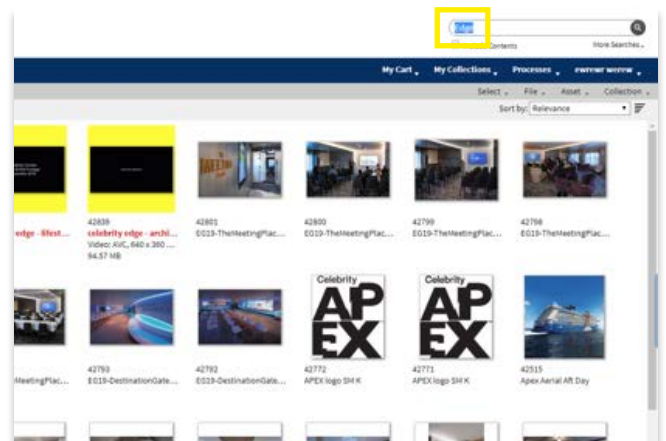 Edge
Contents
More Searches
My Cart
My Collections
Processes
Select
File
Asset
Collection
Sort by: Relevance
edge - lifest...
42839
celebrity edge - archi...
Video: AVC, 640 x 360 ...
94.57 MB
42801
EG19-TheMeetingPlac...
42800
EG19-TheMeetingPlac...
42799
EG19-TheMeetingPlac...
42798
EG19-TheMeetingPlac...
MeetingPlac...
42793
EG19-DestinationGate...
42792
EG19-DestinationGate...
Celebrity
APEX
42772
APEX logo SM K
Celebrity
APEX
42771
APEX logo SM K
42515
Apex Aerial Aft Day